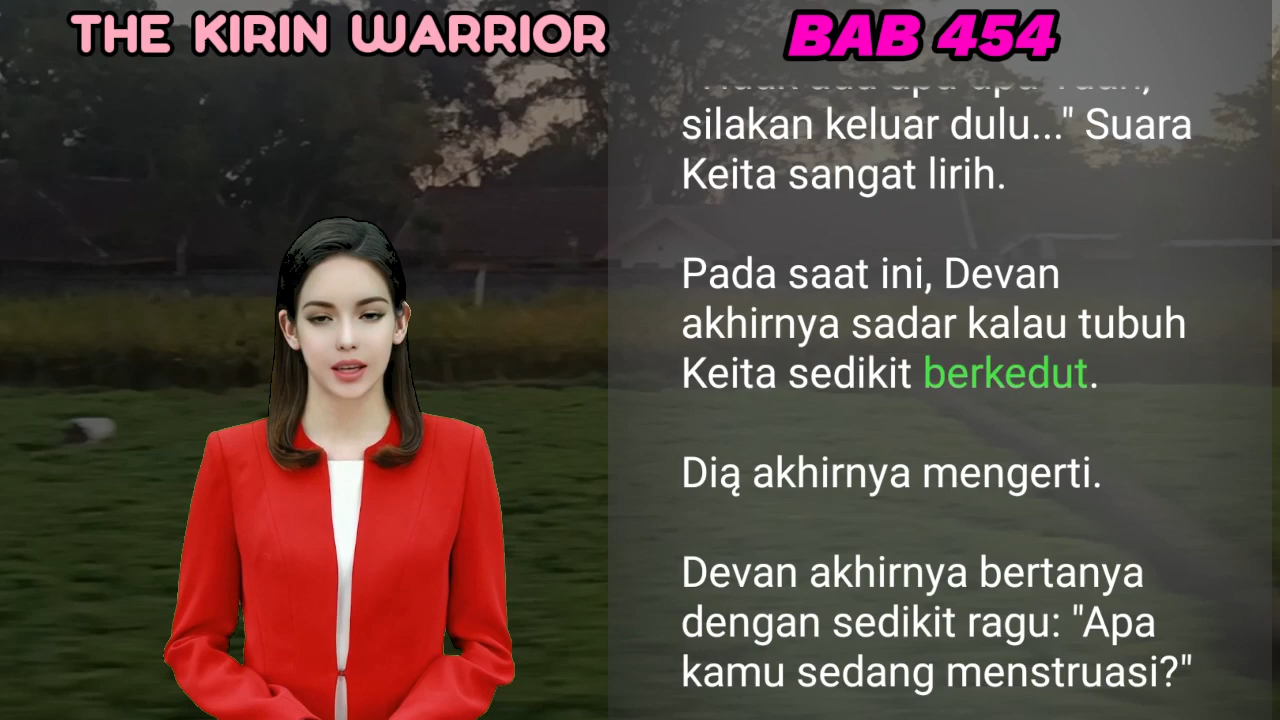 THE KIRIN WARRIOR
BAB 454
silakan keluar dulu..." Suara
Keita sangat lirih.
Pada saat ini, Devan
akhirnya sadar kalau tubuh
Keita sedikit berkedut.
Dią akhirnya mengerti.
Devan akhirnya bertanya
dengan sedikit ragu: "Apa
kamu sedang menstruasi?"